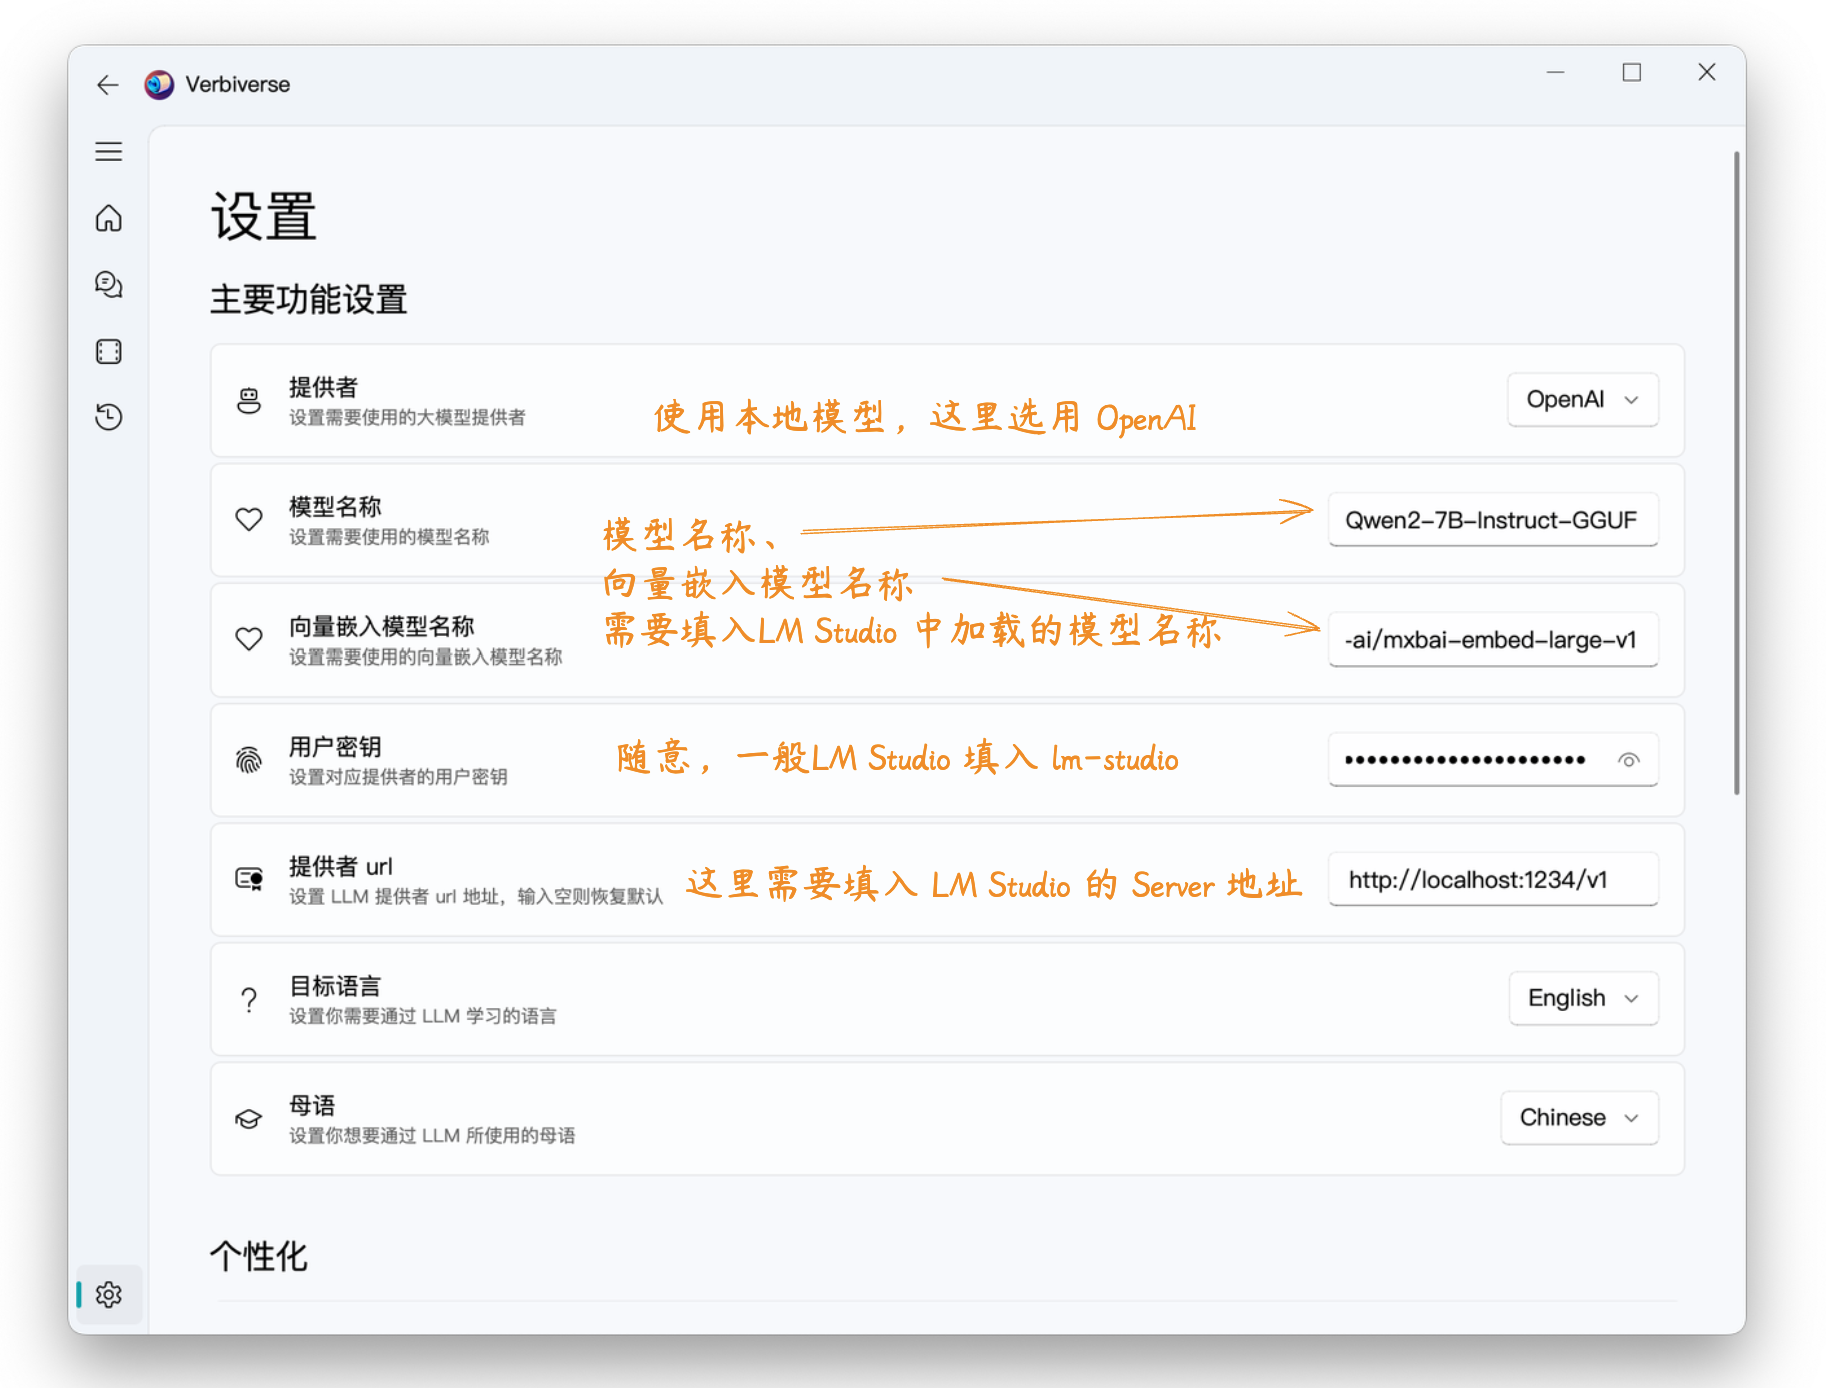 Verbiverse
设置
主要功能设置
提供者
设置需要使用的大模型提供者
使用本地模型，这里选用 OpenAI
OpenAI
模型名称
设置需要使用的模型名称
模型名称、
Qwen2-7B-Instruct-GGUF
向量嵌入模型名称
需要填入LM Studio 中加载的模型名称
向量嵌入模型名称
设置需要使用的向量嵌入模型名称
-ai/mxbai-embed-large-v1
用户密钥
设置对应提供者的用户密钥
随意，一般LM Studio 填入 lm-studio
•••••••••••••••••••••
提供者 url
设置 LLM 提供者 url 地址，输入空则恢复默认
这里需要填入 LM Studio 的 Server 地址
http://localhost:1234/v1
目标语言
设置你需要通过 LLM 学习的语言
English
母语
设置你想要通过 LLM 所使用的母语
Chinese
个性化